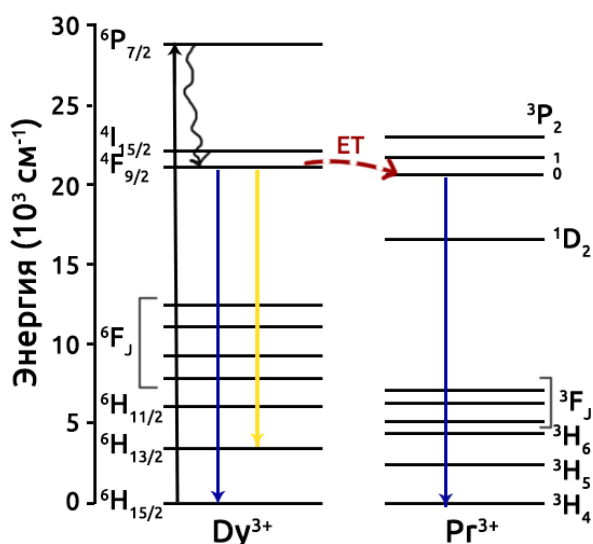 Энергия (10³ см⁻¹)
30
25
20
15
10
5
0
⁶P₇/₂
⁴I₁₅/₂
⁴F₉/₂
⁶F_J
⁶H₁₁/₂
⁶H₁₃/₂
⁶H₁₅/₂
Dy³⁺
ET
³P₂
1
0
¹D₂
³F_J
³H₆
³H₅
³H₄
Pr³⁺